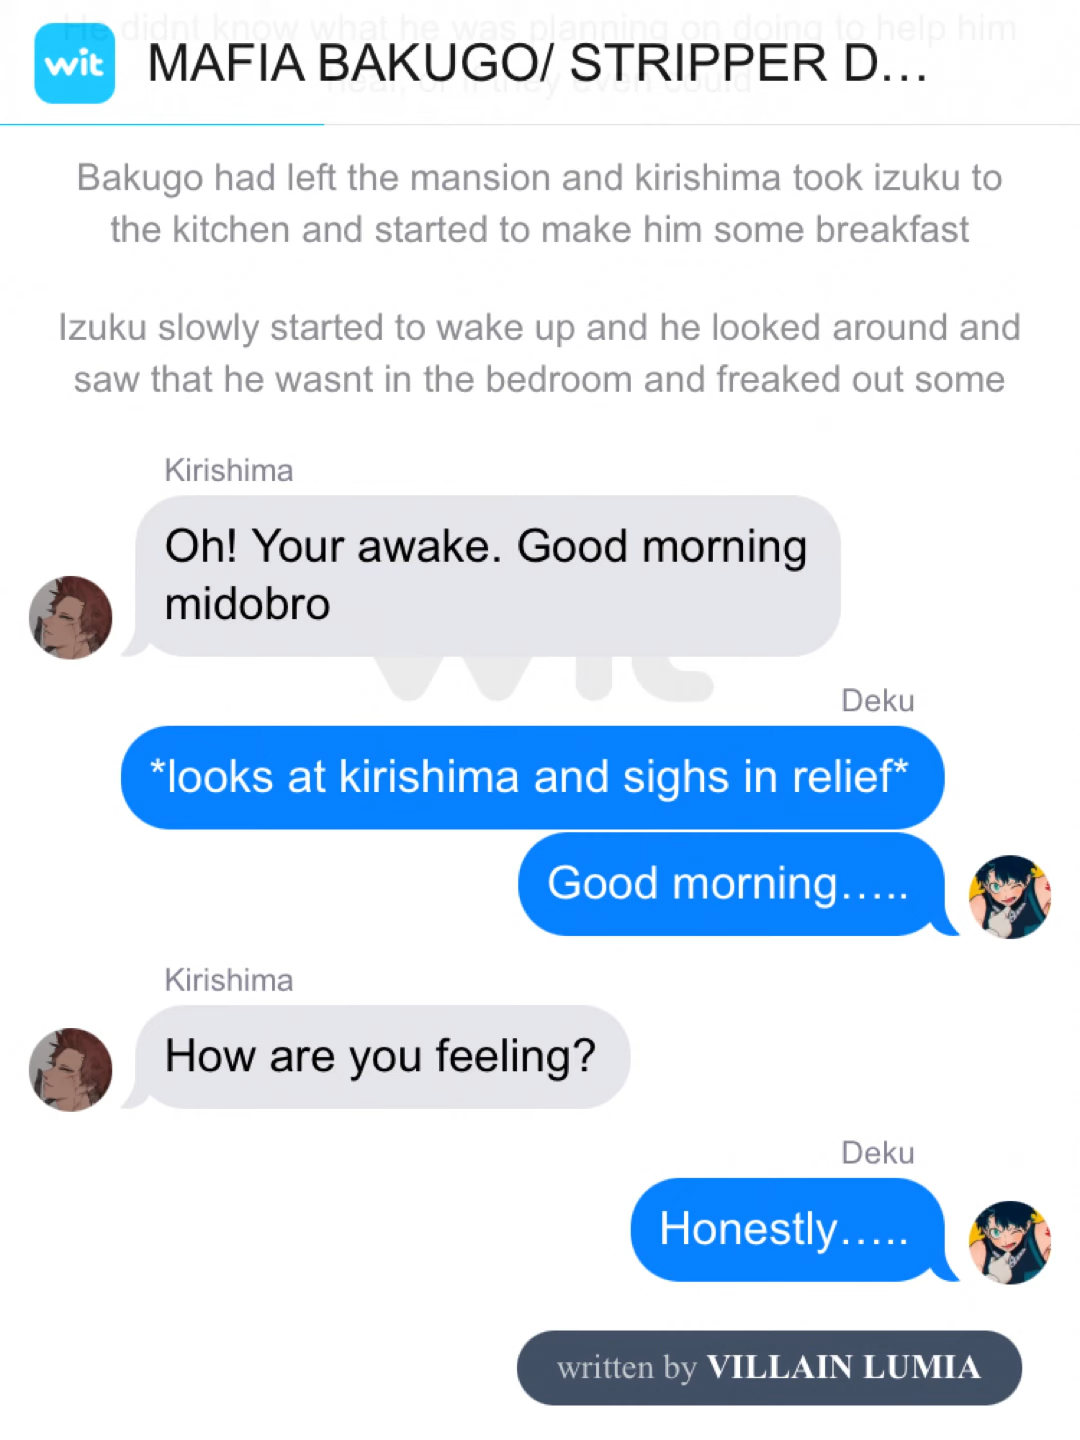 He didnt know what he was planning on doing to help him
wit
MAFIA BAKUGO/ STRIPPER D...
heal, or if they even could
Bakugo had left the mansion and kirishima took izuku to
the kitchen and started to make him some breakfast
Izuku slowly started to wake up and he looked around and
saw that he wasnt in the bedroom and freaked out some
Kirishima
Oh! Your awake. Good morning
midobro
wit
Deku
*looks at kirishima and sighs in relief*
Good morning.....
Kirishima
How are you feeling?
Deku
Honestly.....
written by VILLAIN LUMIA